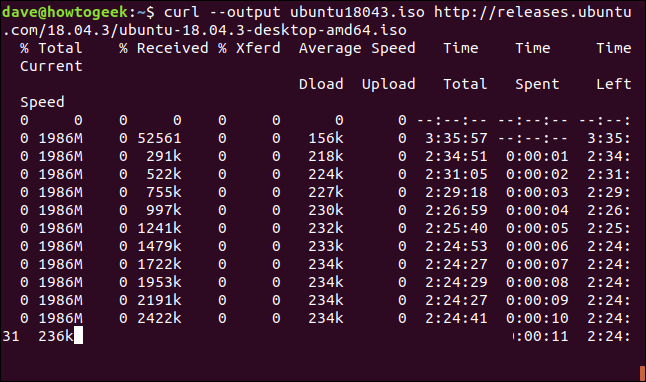 dave@howtogeek:~$ curl --output ubuntu18043.iso http://releases.ubuntu
.com/18.04.3/ubuntu-18.04.3-desktop-amd64.iso
% Total % Received % Xferd Average Speed Time Time Time
Current
Dload Upload Total Spent Left
Speed
0 0 0 0 0 0 0 0 --:--:-- --:--:-- --:--:
0 1986M 0 52561 0 0 156k 0 3:35:57 --:--:-- 3:35:
0 1986M 0 291k 0 0 218k 0 2:34:51 0:00:01 2:34:
0 1986M 0 522k 0 0 224k 0 2:31:05 0:00:02 2:31:
0 1986M 0 755k 0 0 227k 0 2:29:18 0:00:03 2:29:
0 1986M 0 997k 0 0 230k 0 2:26:59 0:00:04 2:26:
0 1986M 0 1241k 0 0 232k 0 2:25:40 0:00:05 2:25:
0 1986M 0 1479k 0 0 233k 0 2:24:53 0:00:06 2:24:
0 1986M 0 1722k 0 0 234k 0 2:24:27 0:00:07 2:24:
0 1986M 0 1953k 0 0 234k 0 2:24:29 0:00:08 2:24:
0 1986M 0 2191k 0 0 234k 0 2:24:27 0:00:09 2:24:
0 1986M 0 2422k 0 0 234k 0 2:24:41 0:00:10 2:24:
31 236k 0:00:11 2:24: